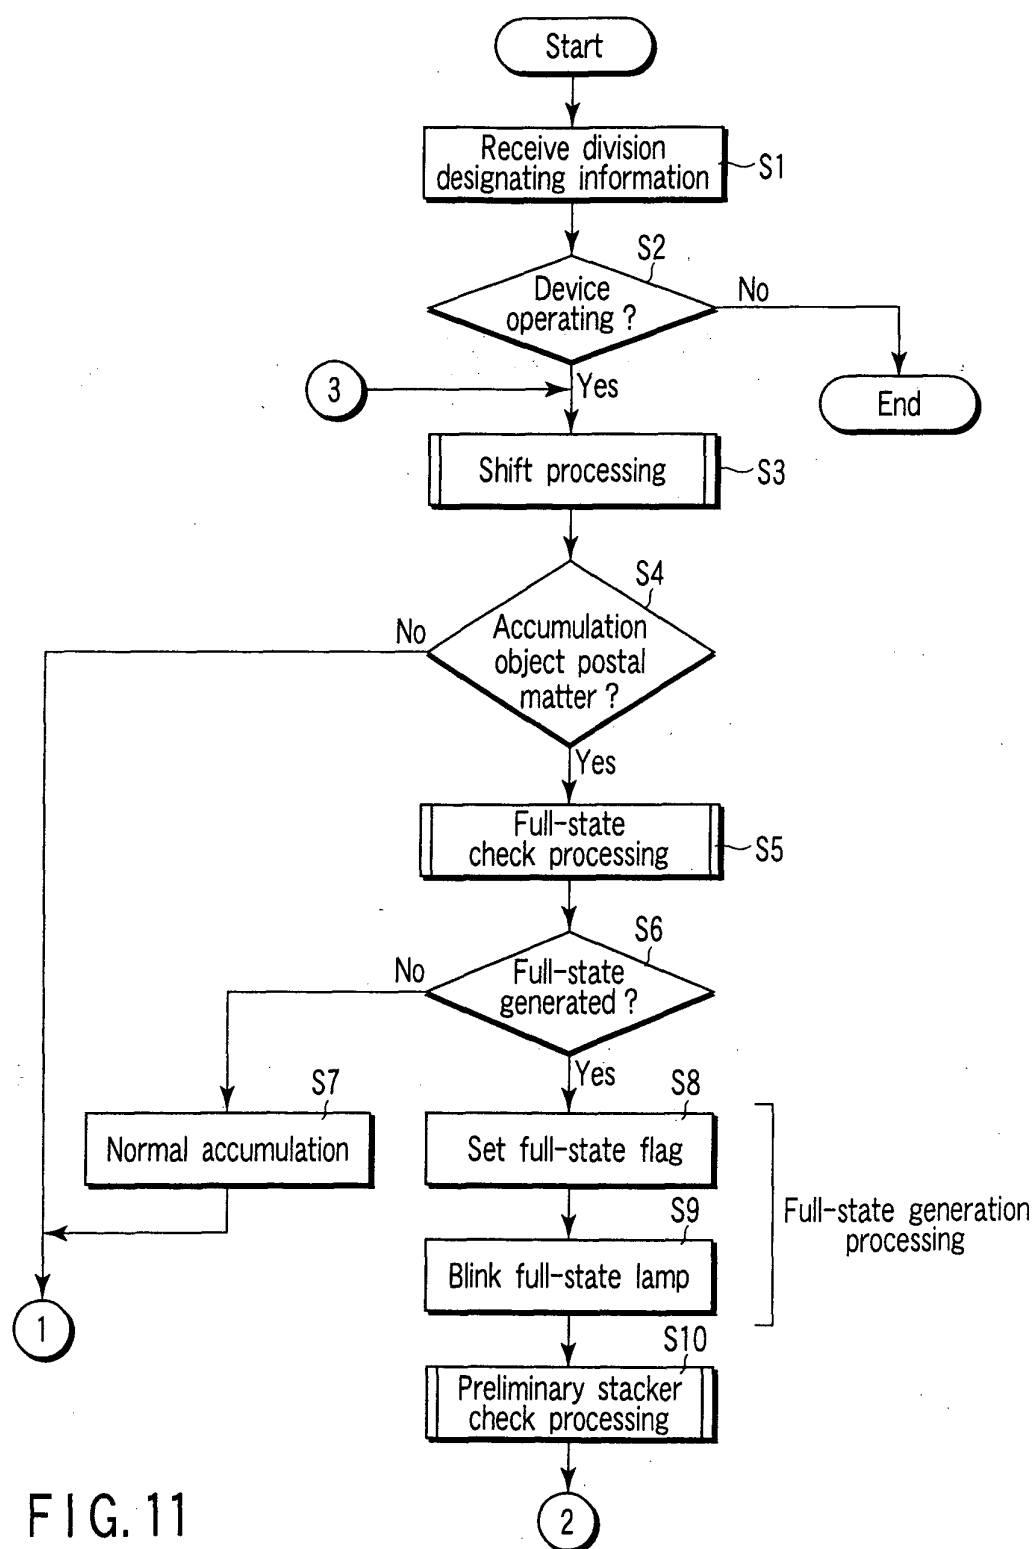 Start
Receive division
designating information
S1
S2
Device
operating ?
No
Yes
3
End
Shift processing
S3
S4
No
Accumulation
object postal
matter ?
Yes
Full-state
check processing
S5
S6
No
Full-state
generated ?
Yes
S7
Normal accumulation
S8
Set full-state flag
S9
Blink full-state lamp
Full-state generation
processing
1
S10
Preliminary stacker
check processing
2
FIG. 11